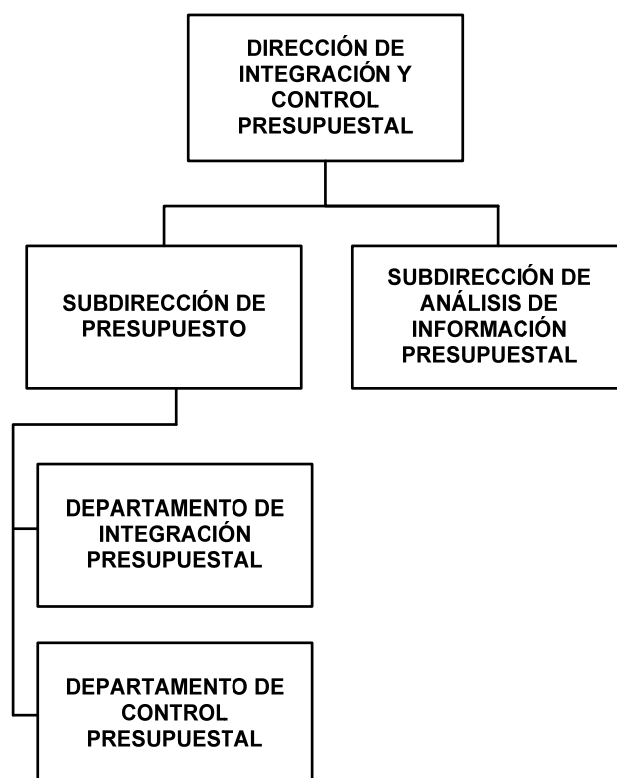 DIRECCIÓN DE
INTEGRACIÓN Y
CONTROL
PRESUPUESTAL
SUBDIRECCIÓN DE
PRESUPUESTO
SUBDIRECCIÓN DE
ANÁLISIS DE
INFORMACIÓN
PRESUPUESTAL
DEPARTAMENTO DE
INTEGRACIÓN
PRESUPUESTAL
DEPARTAMENTO DE
CONTROL
PRESUPUESTAL